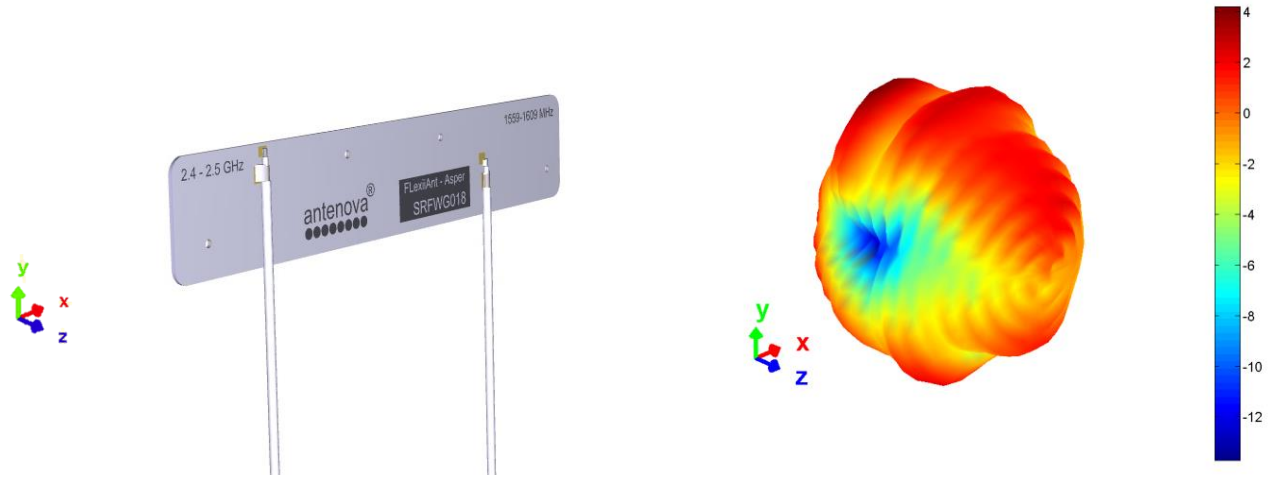 2.4 - 2.5 GHz
1559-1609 MHz
antenova®
FLexiiAnt - Asper
SRFWG018
y
x
z
y
x
z
4
2
0
-2
-4
-6
-8
-10
-12